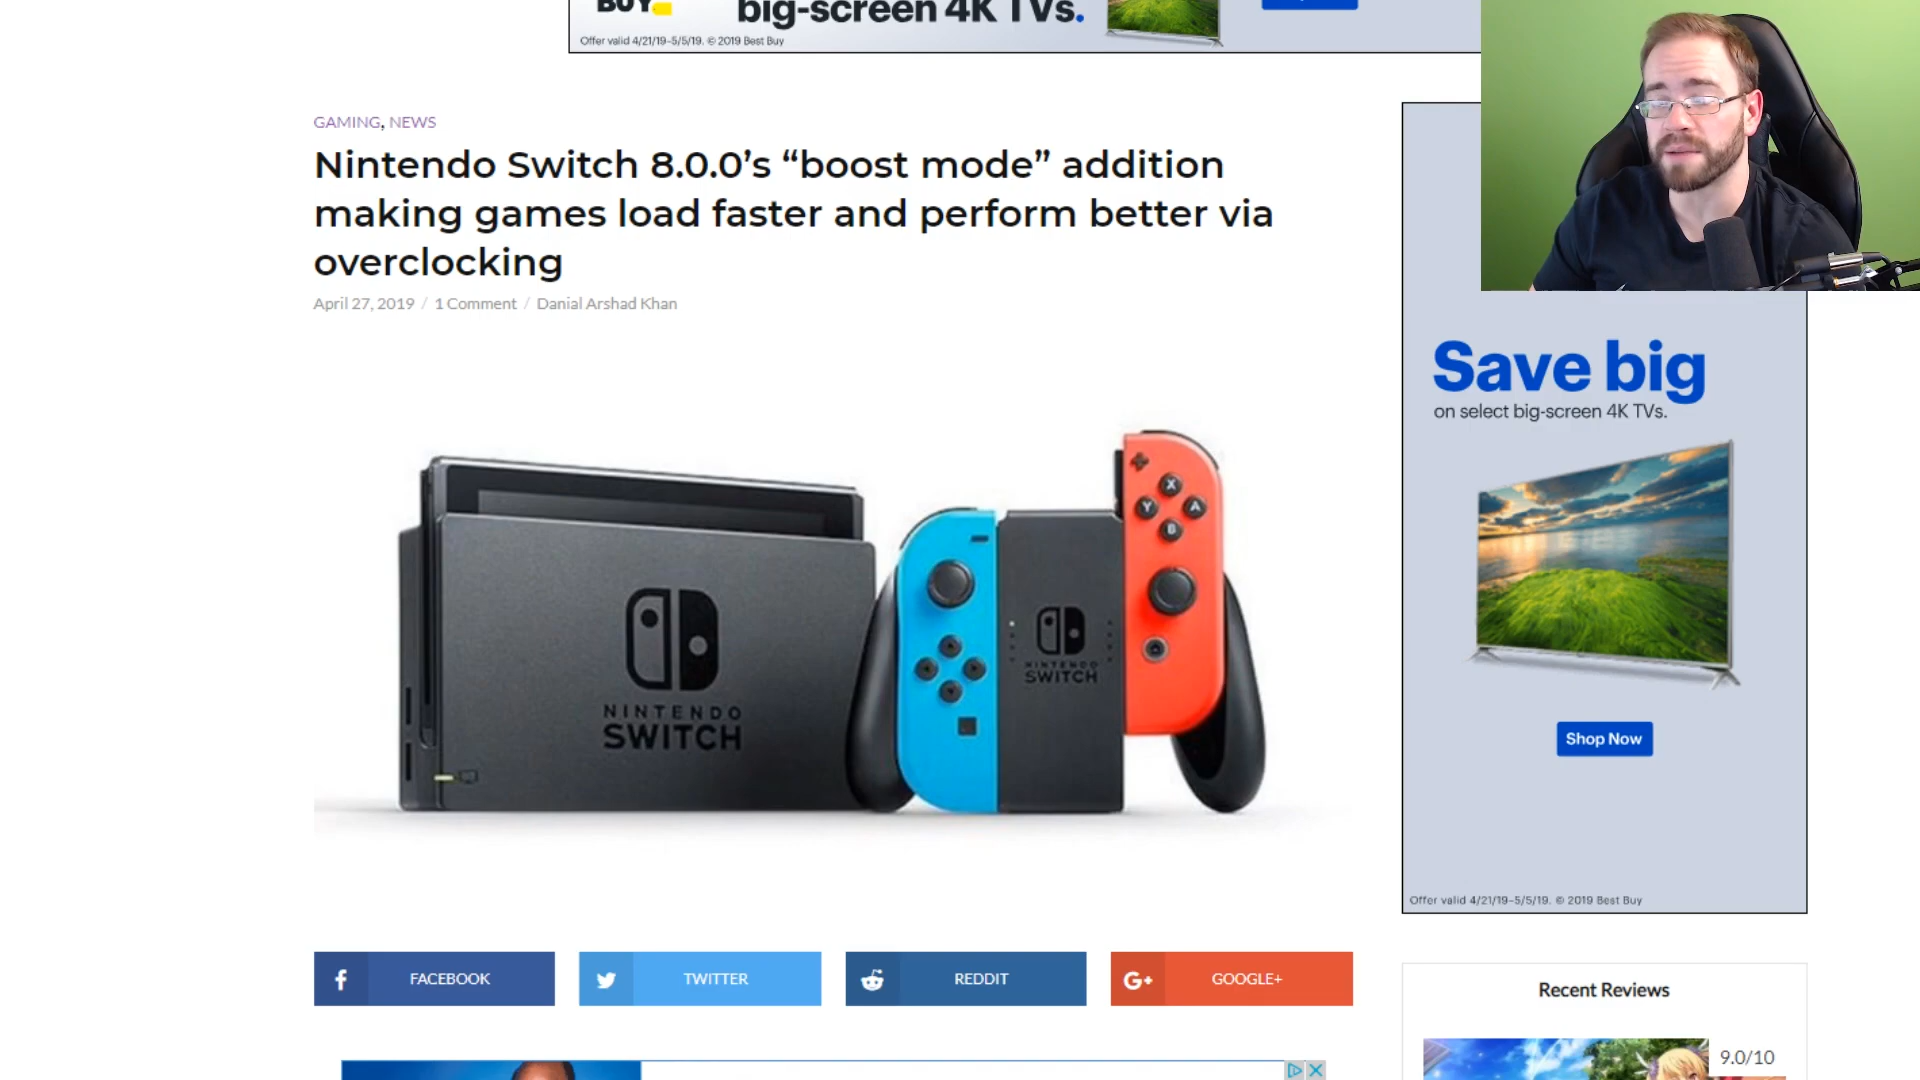 BUY
big-screen 4K TVs.
Offer valid 4/21/19–5/5/19. © 2019 Best Buy
GAMING, NEWS
Nintendo Switch 8.0.0’s “boost mode” addition
making games load faster and perform better via
overclocking
April 27, 2019 / 1 Comment / Danial Arshad Khan
X
Y A
B
NINTENDO
SWITCH
NINTENDO
SWITCH
Save big
on select big-screen 4K TVs.
Shop Now
Offer valid 4/21/19–5/5/19. © 2019 Best Buy
FACEBOOK
TWITTER
REDDIT
G+ GOOGLE+
Recent Reviews
9.0/10